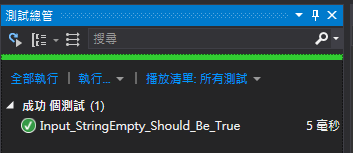 測試總管
搜尋
全部執行 | 執行... | 播放清單: 所有測試
成功 個測試 (1)
Input_StringEmpty_Should_Be_True 5 毫秒